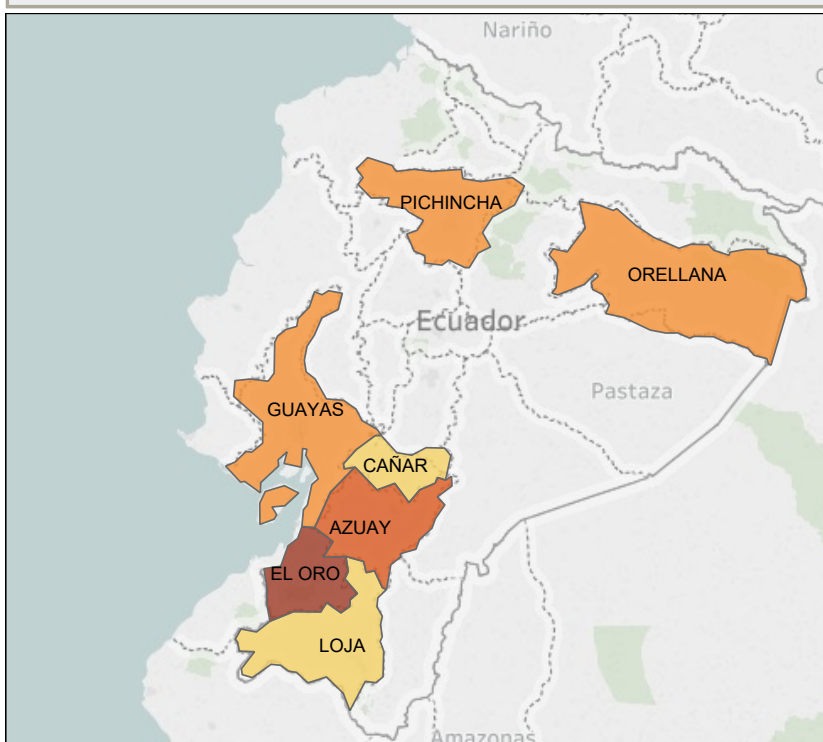 Nariño
PICHINCHA
ORELLANA
Ecuador
Pastaza
GUAYAS
CAÑAR
AZUAY
EL ORO
LOJA
Amazonas